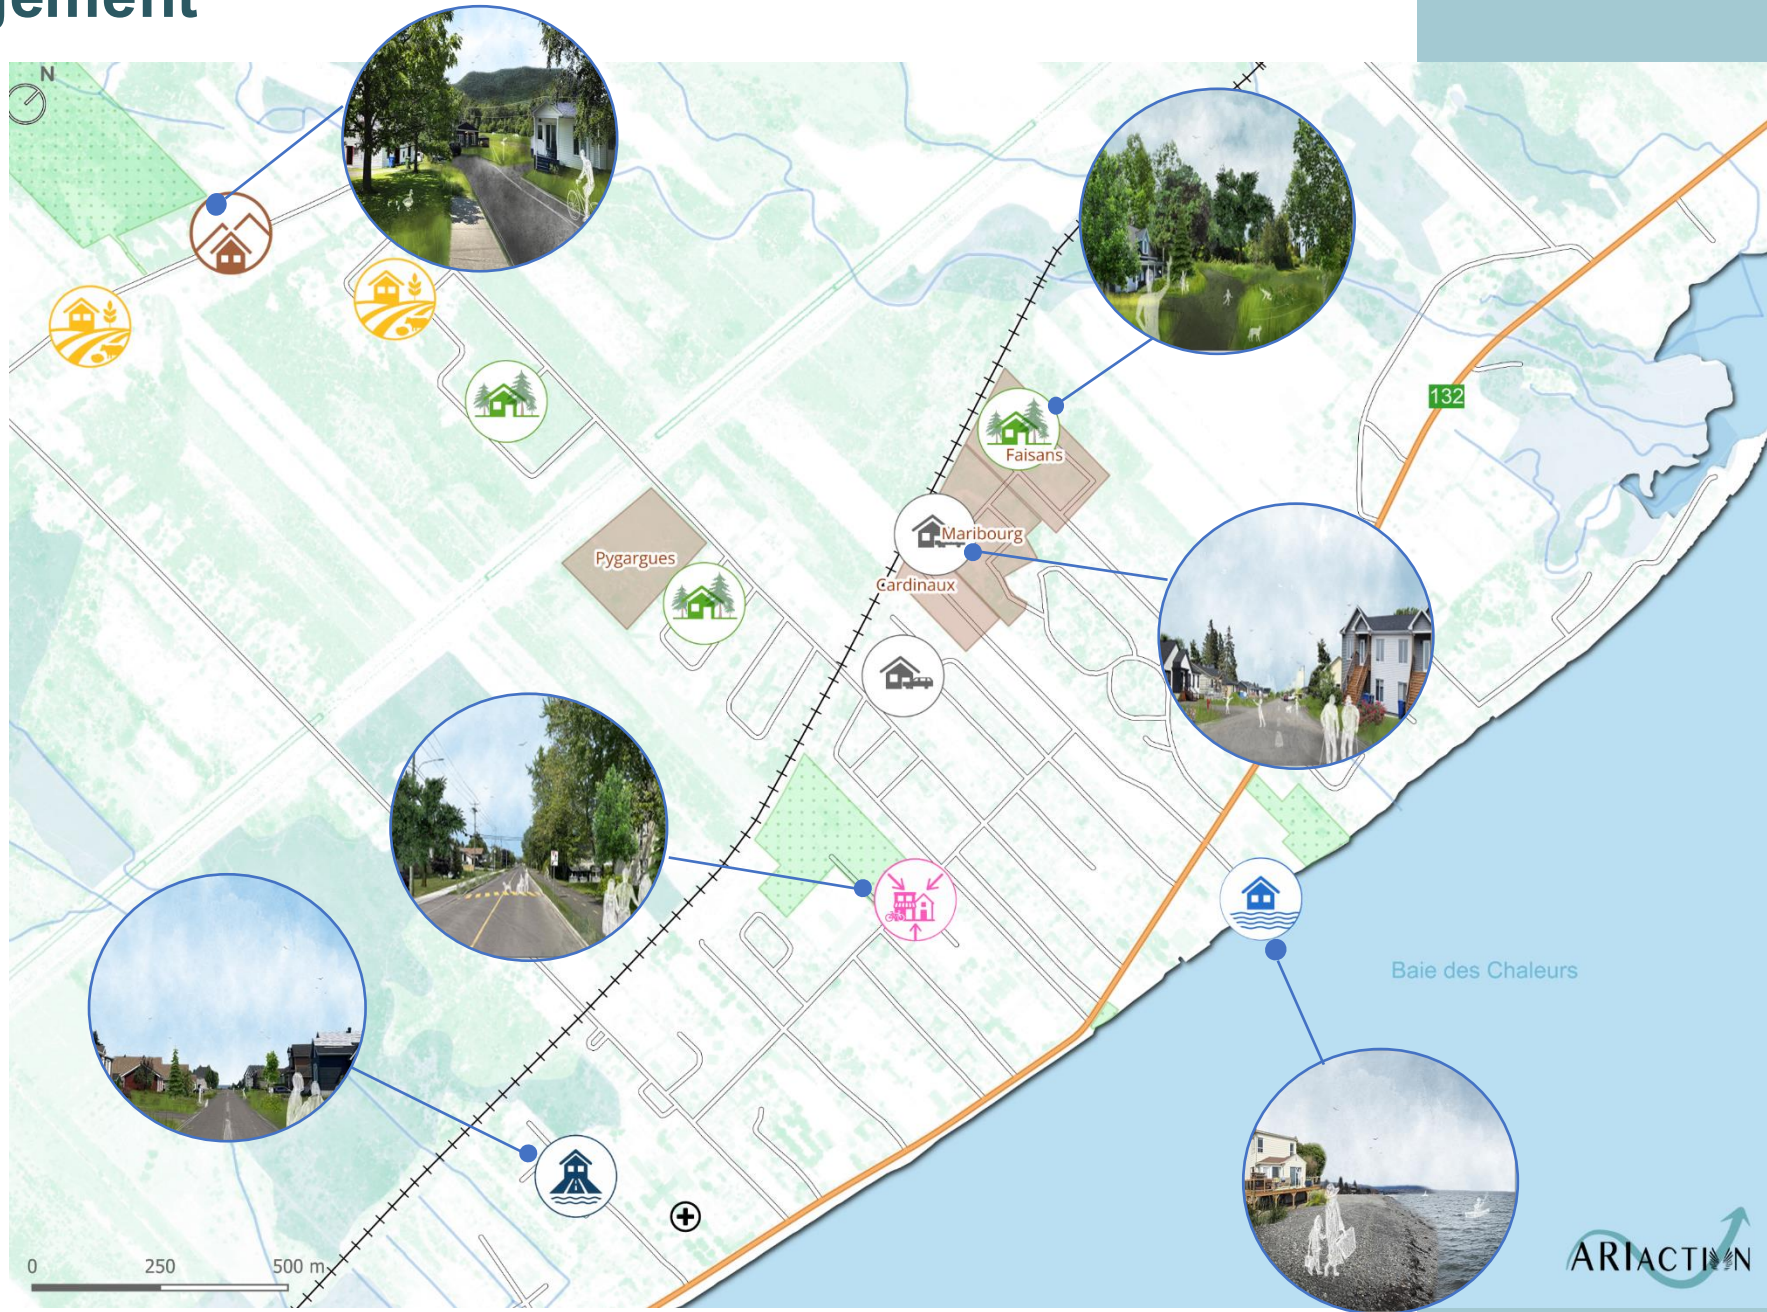 gement
N
132
Faisans
Maribourg
Pygargues
Cardinaux
Baie des Chaleurs
0 250 500 m
ARIACTION